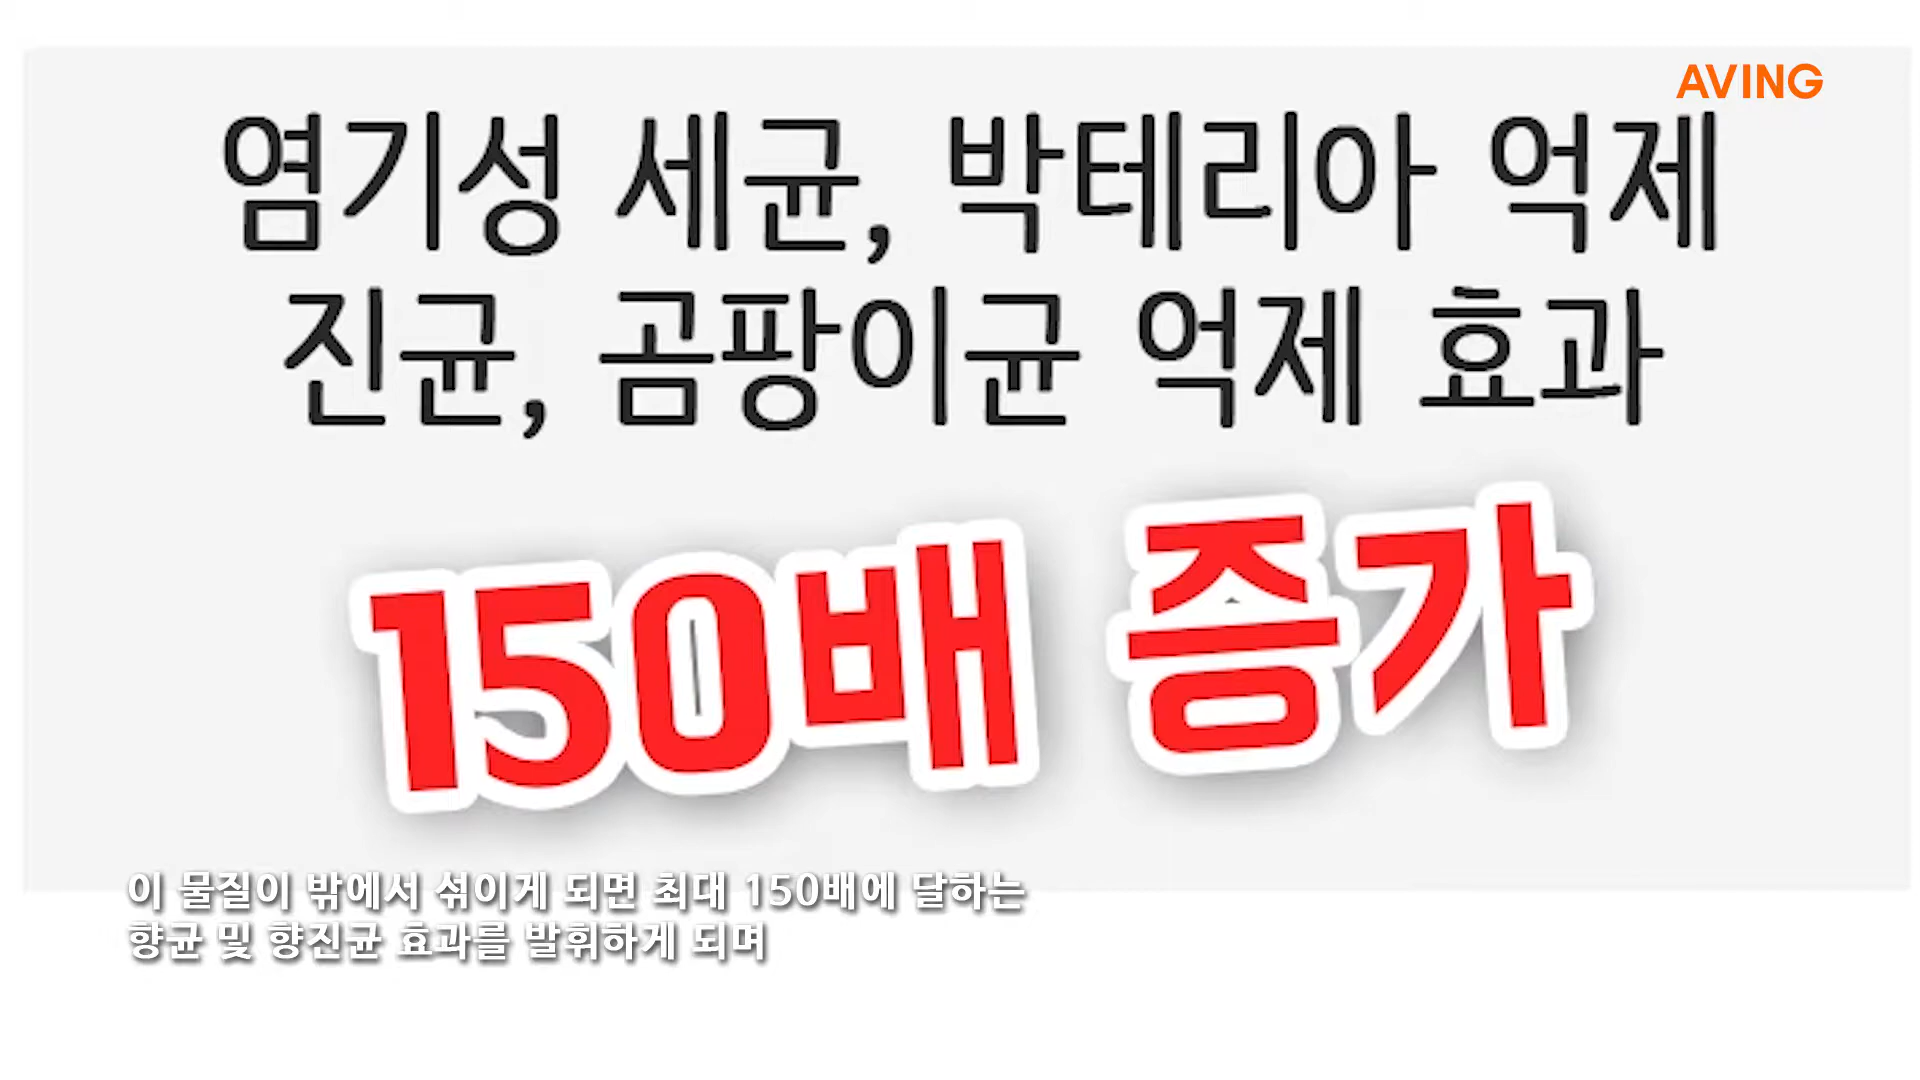 AVING
염기성 세균, 박테리아 억제
진균, 곰팡이균 억제 효과
150배 증가
이 물질이 밖에서 섞이게 되면 최대 150배에 달하는
향균 및 향진균 효과를 발휘하게 되며